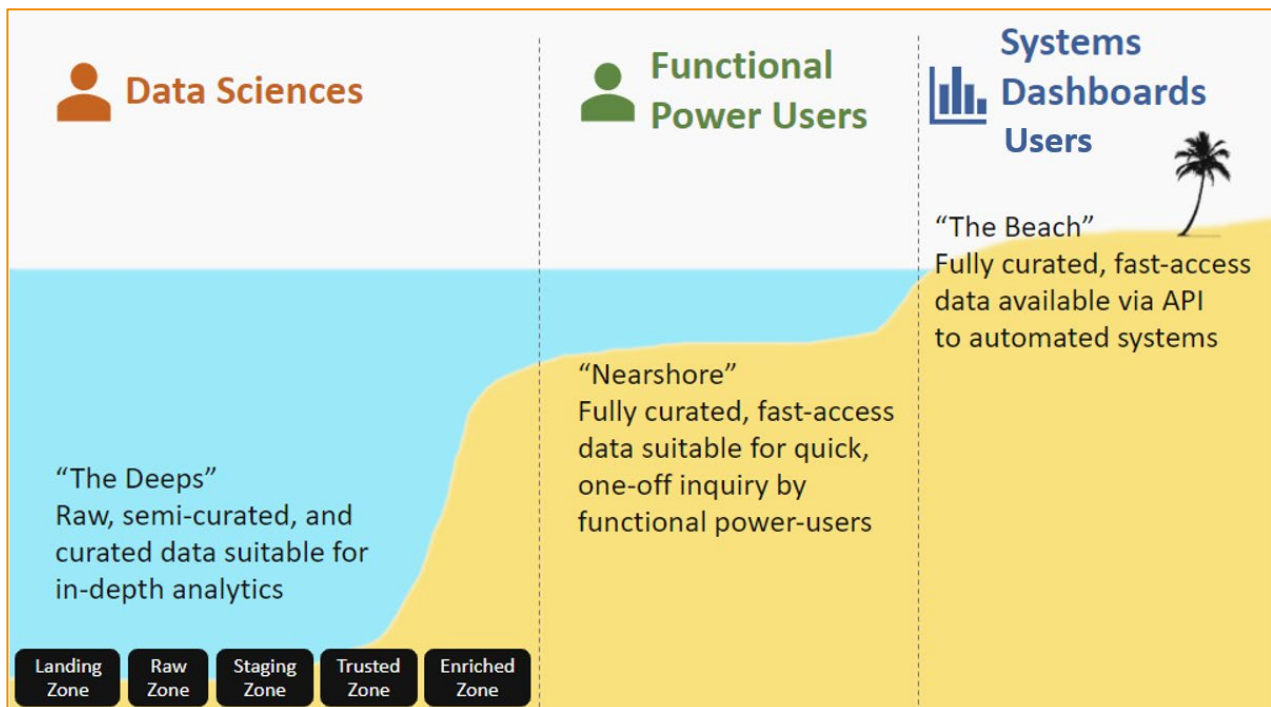 Data Sciences
Functional
Power Users
Systems
Dashboards
Users
“The Beach”
Fully curated, fast-access
data available via API
to automated systems
“Nearshore”
Fully curated, fast-access
data suitable for quick,
one-off inquiry by
functional power-users
“The Deeps”
Raw, semi-curated, and
curated data suitable for
in-depth analytics
Landing
Zone
Raw
Zone
Staging
Zone
Trusted
Zone
Enriched
Zone